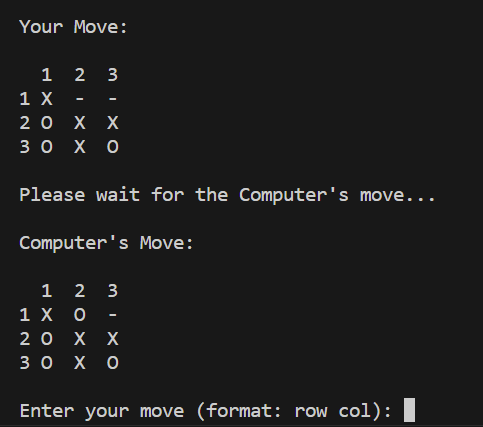 Your Move:
  1  2  3
1 X  -  -
2 O  X  X
3 O  X  O
Please wait for the Computer's move...
Computer's Move:
  1  2  3
1 X  O  -
2 O  X  X
3 O  X  O
Enter your move (format: row col):